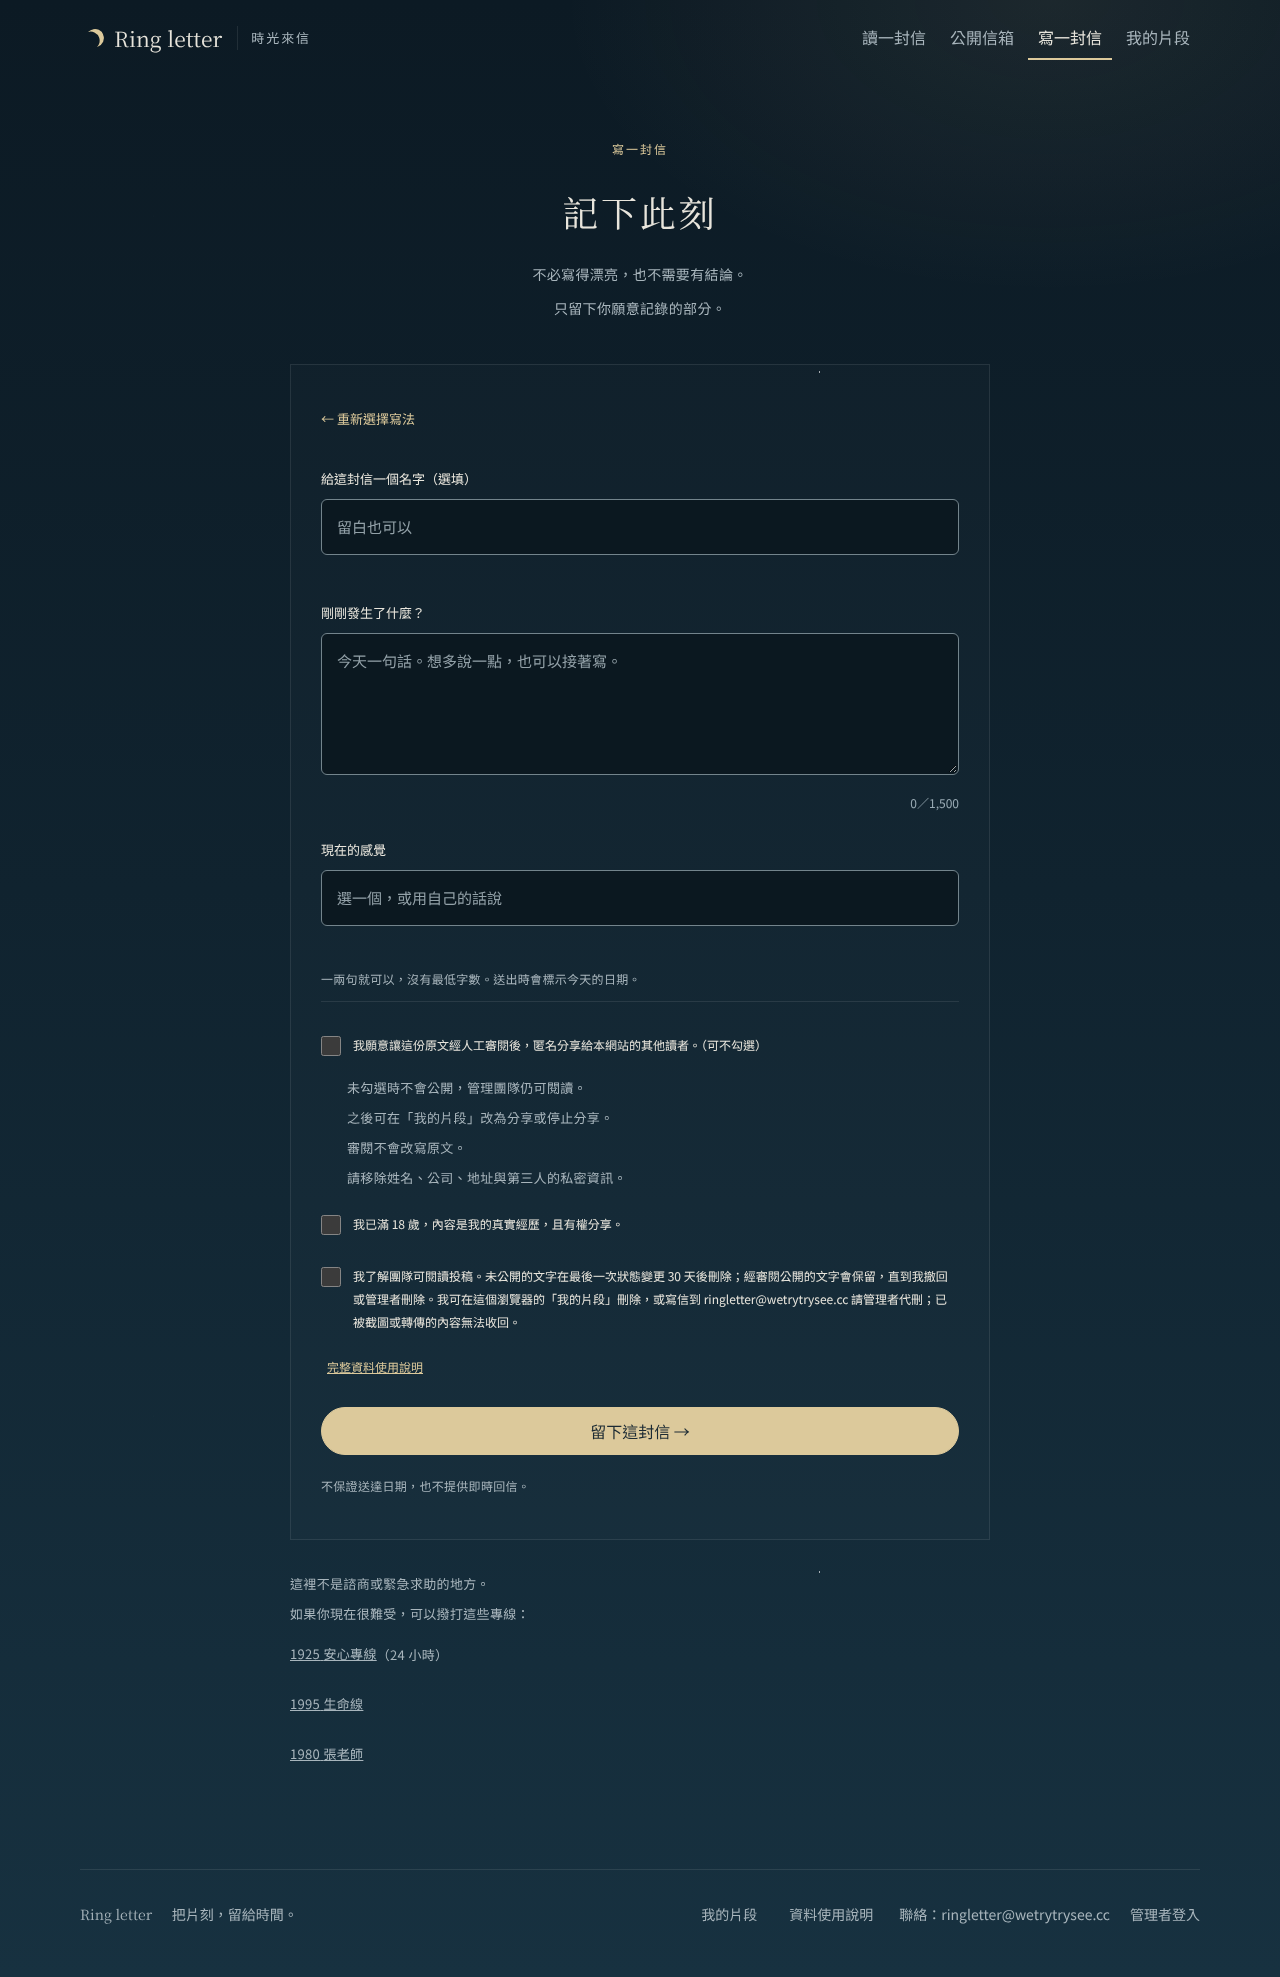 Ring letter 時光來信
讀一封信 公開信箱 寫一封信 我的片段
寫一封信
記下此刻
不必寫得漂亮，也不需要有結論。
只留下你願意記錄的部分。
← 重新選擇寫法
給這封信一個名字（選填）
留白也可以
剛剛發生了什麼？
今天一句話。想多說一點，也可以接著寫。
0／1,500
現在的感覺
選一個，或用自己的話說
一兩句就可以，沒有最低字數。送出時會標示今天的日期。
我願意讓這份原文經人工審閱後，匿名分享給本網站的其他讀者。（可不勾選）
未勾選時不會公開，管理團隊仍可閱讀。
之後可在「我的片段」改為分享或停止分享。
審閱不會改寫原文。
請移除姓名、公司、地址與第三人的私密資訊。
我已滿 18 歲，內容是我的真實經歷，且有權分享。
我了解團隊可閱讀投稿。未公開的文字在最後一次狀態變更 30 天後刪除；經審閱公開的文字會保留，直到我撤回
或管理者刪除。我可在這個瀏覽器的「我的片段」刪除，或寫信到 ringletter@wetrytrysee.cc 請管理者代刪；已
被截圖或轉傳的內容無法收回。
完整資料使用說明
留下這封信 →
不保證送達日期，也不提供即時回信。
這裡不是諮商或緊急求助的地方。
如果你現在很難受，可以撥打這些專線：
1925 安心專線（24 小時）
1995 生命線
1980 張老師
Ring letter 把片刻，留給時間。
我的片段 資料使用說明 聯絡：ringletter@wetrytrysee.cc 管理者登入